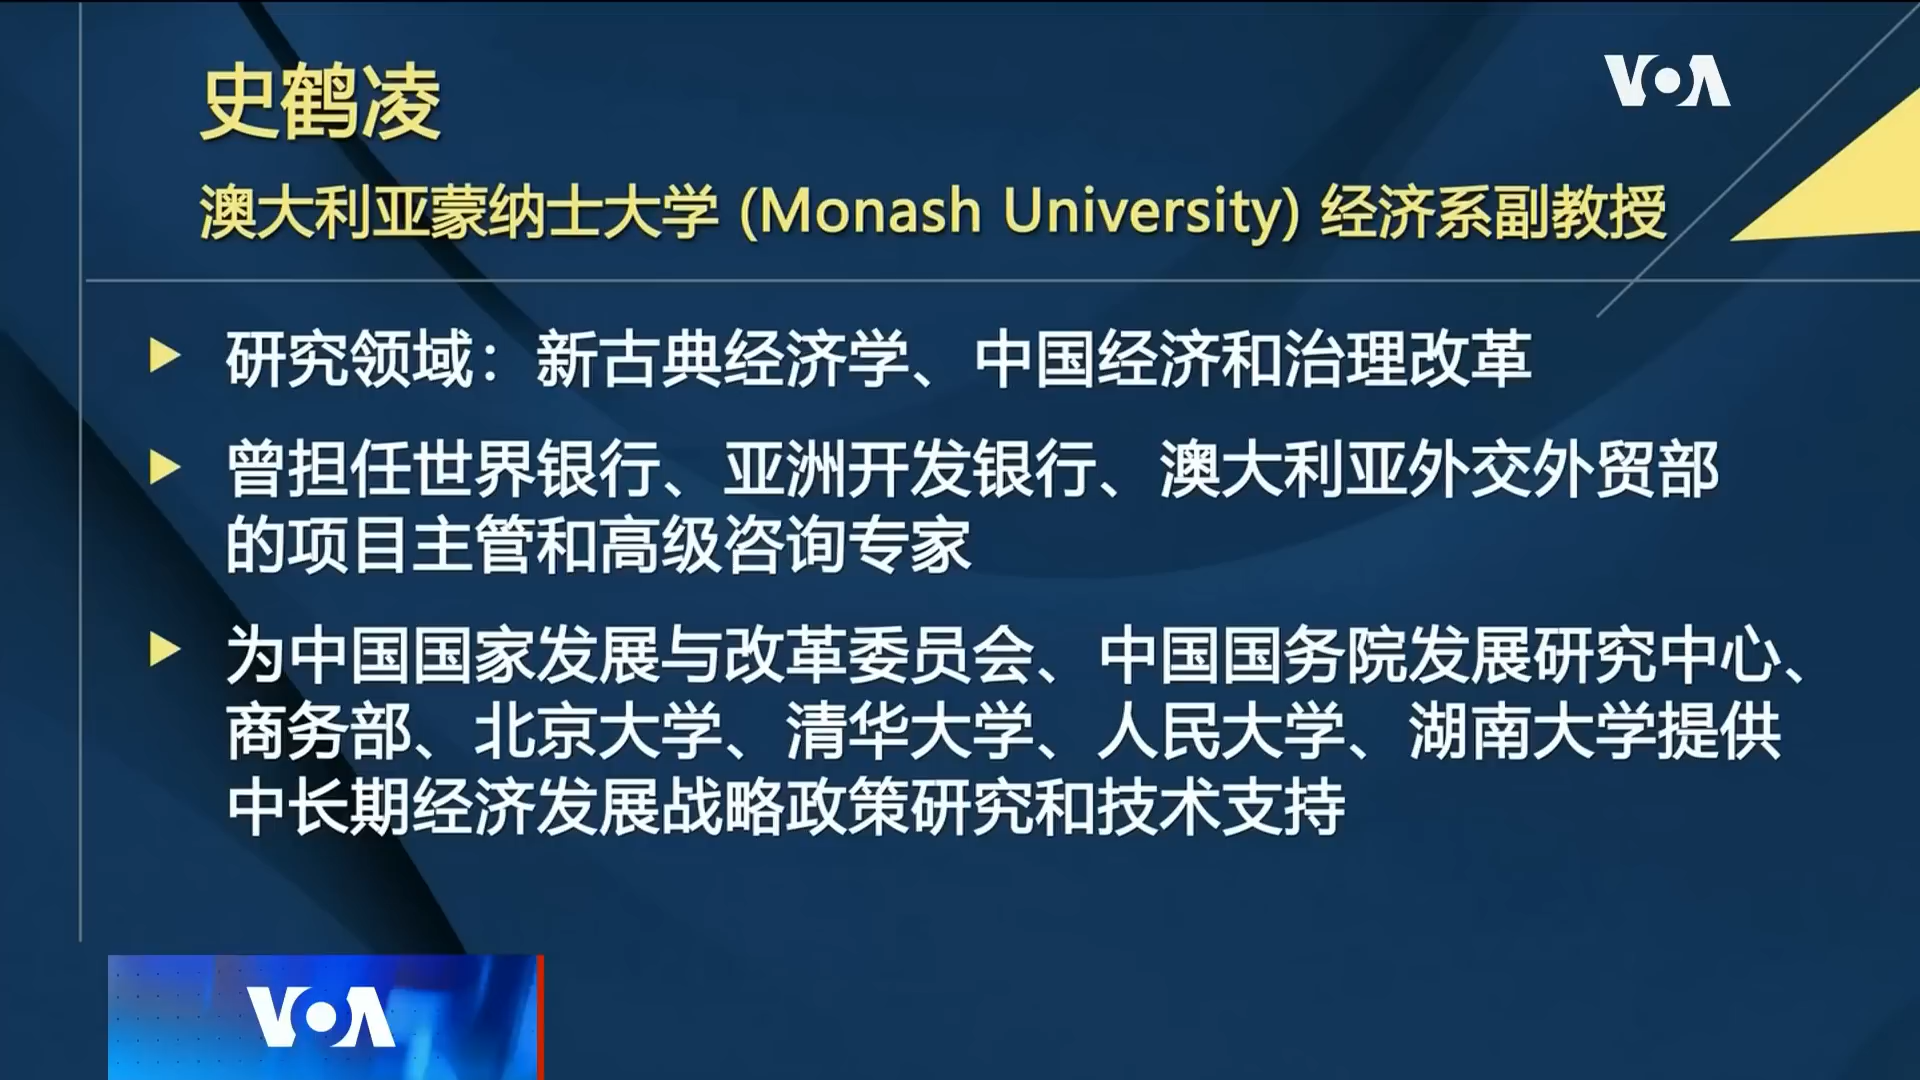 史鹤凌
VOA
澳大利亚蒙纳士大学 (Monash University) 经济系副教授
研究领域：新古典经济学、中国经济和治理改革
曾担任世界银行、亚洲开发银行、澳大利亚外交外贸部
的项目主管和高级咨询专家
为中国国家发展与改革委员会、中国国务院发展研究中心、
商务部、北京大学、清华大学、人民大学、湖南大学提供
中长期经济发展战略政策研究和技术支持
VOA